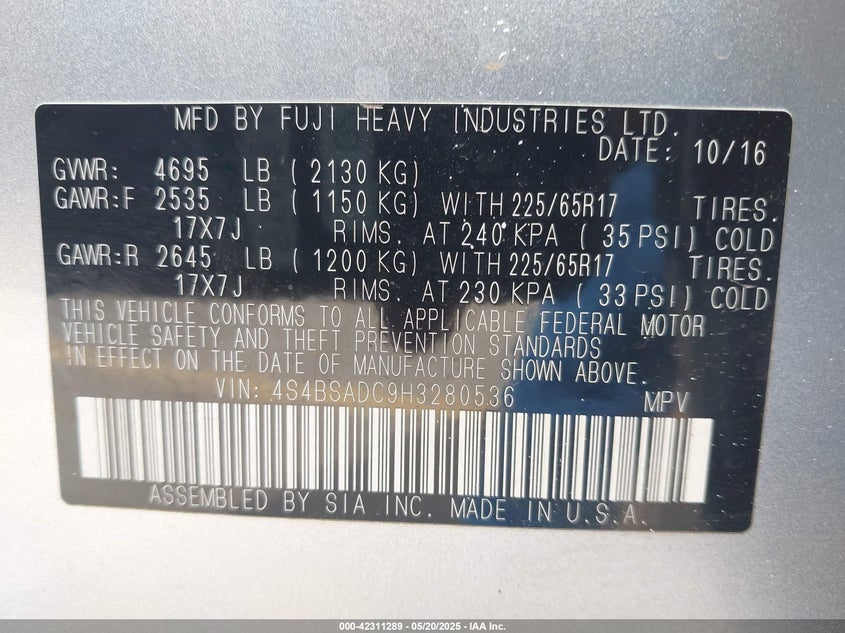 MFD BY FUJI HEAVY INDUSTRIES LTD.
DATE: 10/16
GVWR: 4695 LB ( 2130 KG)
GAWR:F 2535 LB ( 1150 KG) WITH 225/65R17 TIRES.
17X7J RIMS. AT 240 KPA ( 35 PSI) COLD
GAWR:R 2645 LB ( 1200 KG) WITH 225/65R17 TIRES.
17X7J RIMS. AT 230 KPA ( 33 PSI) COLD
THIS VEHICLE CONFORMS TO ALL APPLICABLE FEDERAL MOTOR
VEHICLE SAFETY AND THEFT PREVENTION STANDARDS
IN EFFECT ON THE DATE OF MANUFACTURE SHOWN ABOVE.
VIN: 4S4BSADC9H3280536 MPV
ASSEMBLED BY SIA INC. MADE IN U.S.A.
000-42311289 - 05/20/2025 - IAA Inc.